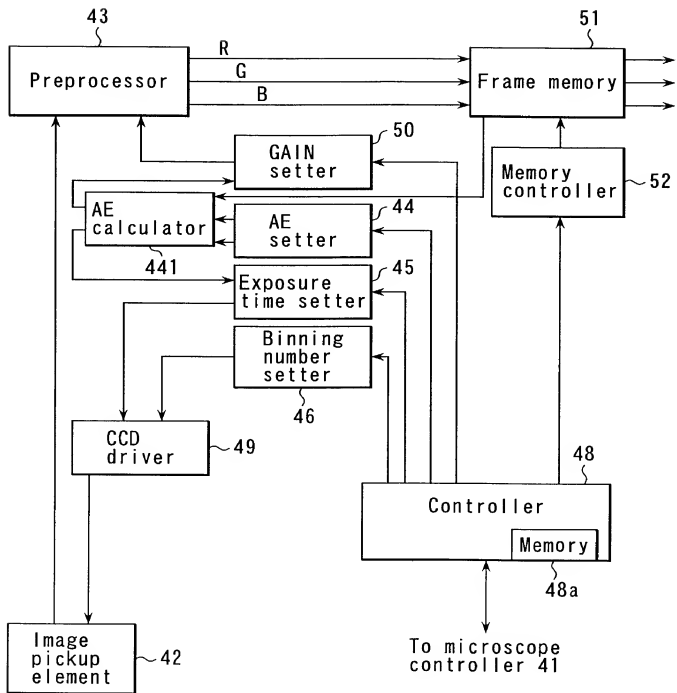 43
51
R
Preprocessor
G
Frame memory
B
50
GAIN
setter
Memory
controller
52
AE
calculator
44
AE
setter
441
45
Exposure
time setter
Binning
number
setter
46
CCD
driver
49
48
Controller
Memory
48a
Image
pickup
element
42
To microscope
controller 41